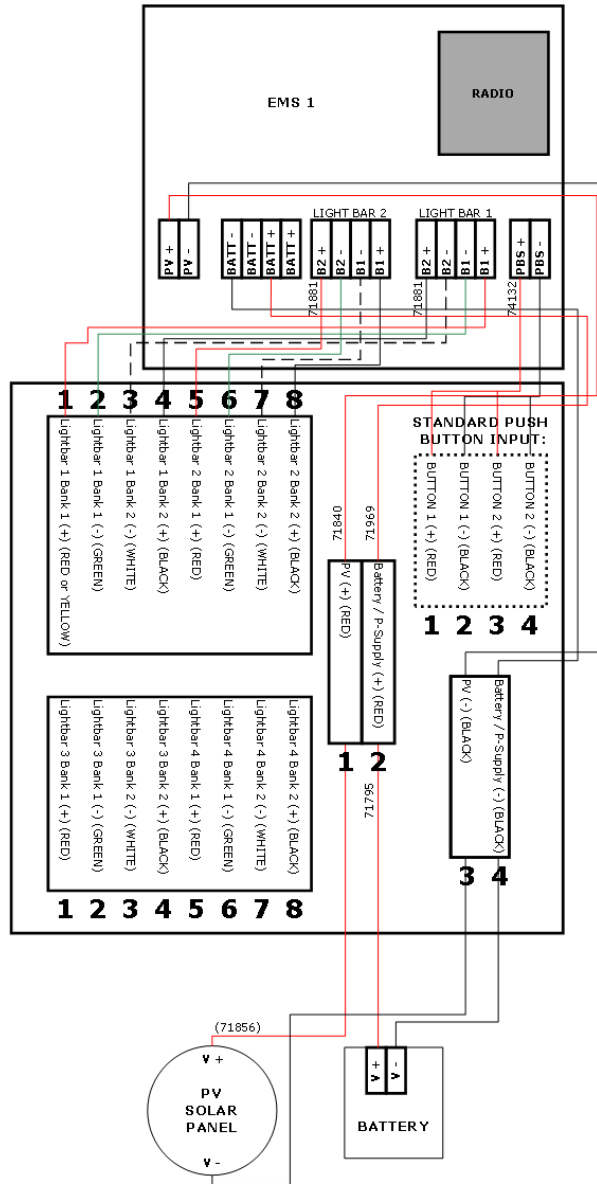 RADIO
EMS 1
LIGHT BAR 2
LIGHT BAR 1
PV +
PV -
BATT -
BATT -
BATT +
BATT +
B2 +
B2 -
B1 -
B1 +
B2 +
B2 -
B1 -
B1 +
PBS +
PBS -
71881
71881
74132
1 2 3 4 5 6 7 8
Lightbar 1 Bank 1 (+) (RED or YELLOW)
Lightbar 1 Bank 1 (-) (GREEN)
Lightbar 1 Bank 2 (-) (WHITE)
Lightbar 1 Bank 2 (+) (BLACK)
Lightbar 2 Bank 1 (+) (RED)
Lightbar 2 Bank 1 (-) (GREEN)
Lightbar 2 Bank 2 (-) (WHITE)
Lightbar 2 Bank 2 (+) (BLACK)
STANDARD PUSH
BUTTON INPUT:
BUTTON 1 (+) (RED)
BUTTON 1 (-) (BLACK)
BUTTON 2 (+) (RED)
BUTTON 2 (-) (BLACK)
1 2 3 4
71840
71969
PV (+) (RED)
Battery / P-Supply (+) (RED)
1 2
71795
PV (-) (BLACK)
Battery / P-Supply (-) (BLACK)
3 4
Lightbar 3 Bank 1 (+) (RED)
Lightbar 3 Bank 1 (-) (GREEN)
Lightbar 3 Bank 2 (-) (WHITE)
Lightbar 3 Bank 2 (+) (BLACK)
Lightbar 4 Bank 1 (+) (RED)
Lightbar 4 Bank 1 (-) (GREEN)
Lightbar 4 Bank 2 (-) (WHITE)
Lightbar 4 Bank 2 (+) (BLACK)
1 2 3 4 5 6 7 8
(71856)
V +
PV
SOLAR
PANEL
V -
V +
V -
BATTERY